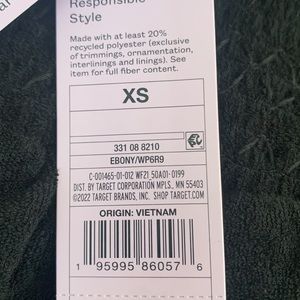 Responsible
Style
Made with at least 20%
recycled polyester (exclusive
of trimmings, ornamentation,
interlinings and linings). See
item for full fiber content.
XS
331 08 8210
EBONY/WP6R9
C-001465-01-012 WF21 50A01-0199
DIST. BY TARGET CORPORATION MPLS., MN 55403
©2022 TARGET BRANDS, INC. SHOP TARGET.COM
ORIGIN: VIETNAM
1 95995 86057 6